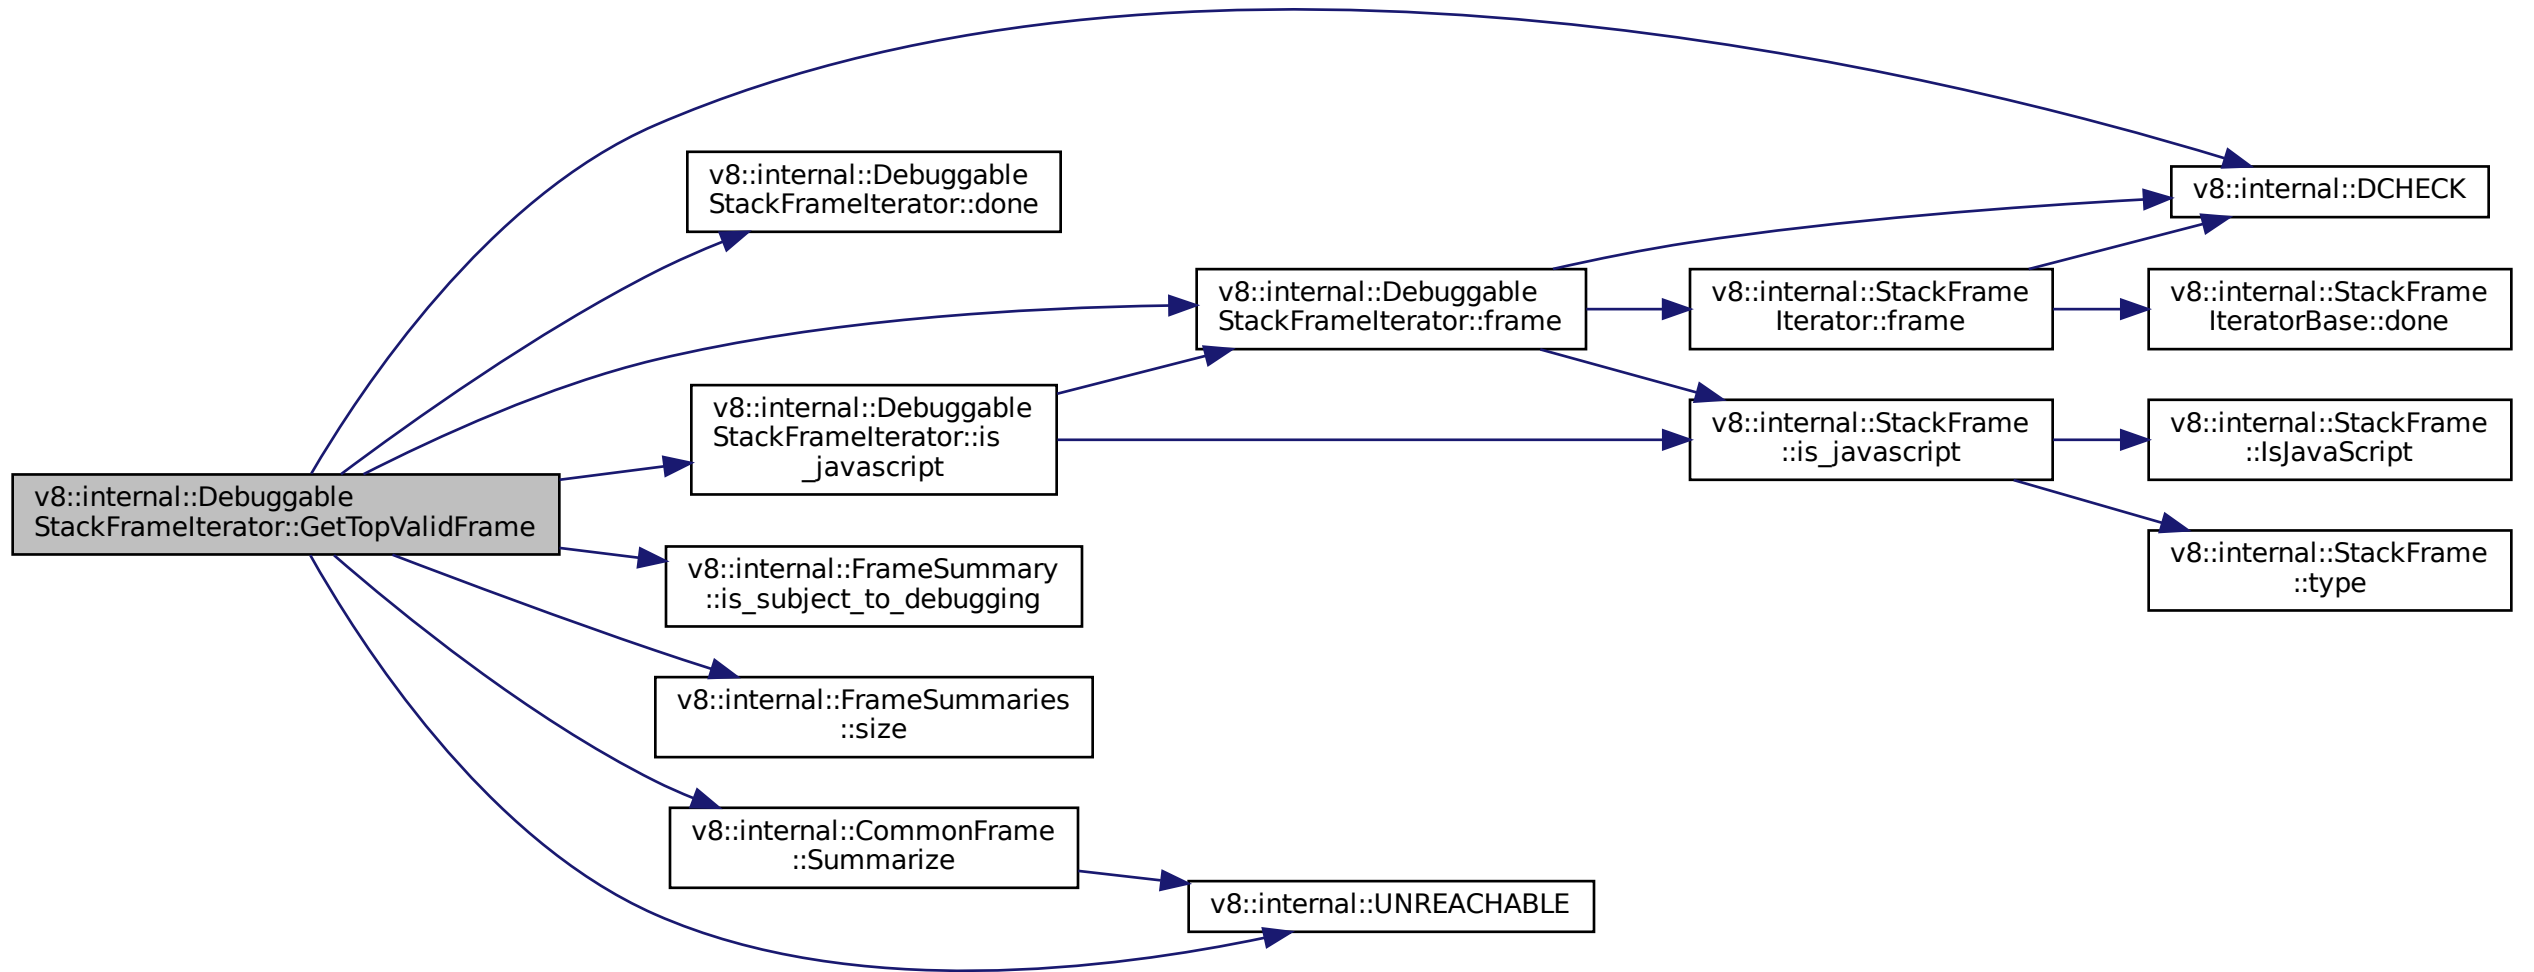 v8::internal::Debuggable
StackFrameIterator::GetTopValidFrame
v8::internal::Debuggable
StackFrameIterator::done
v8::internal::Debuggable
StackFrameIterator::frame
v8::internal::Debuggable
StackFrameIterator::is
_javascript
v8::internal::FrameSummary
::is_subject_to_debugging
v8::internal::FrameSummaries
::size
v8::internal::CommonFrame
::Summarize
v8::internal::UNREACHABLE
v8::internal::StackFrame
Iterator::frame
v8::internal::StackFrame
::is_javascript
v8::internal::DCHECK
v8::internal::StackFrame
IteratorBase::done
v8::internal::StackFrame
::IsJavaScript
v8::internal::StackFrame
::type